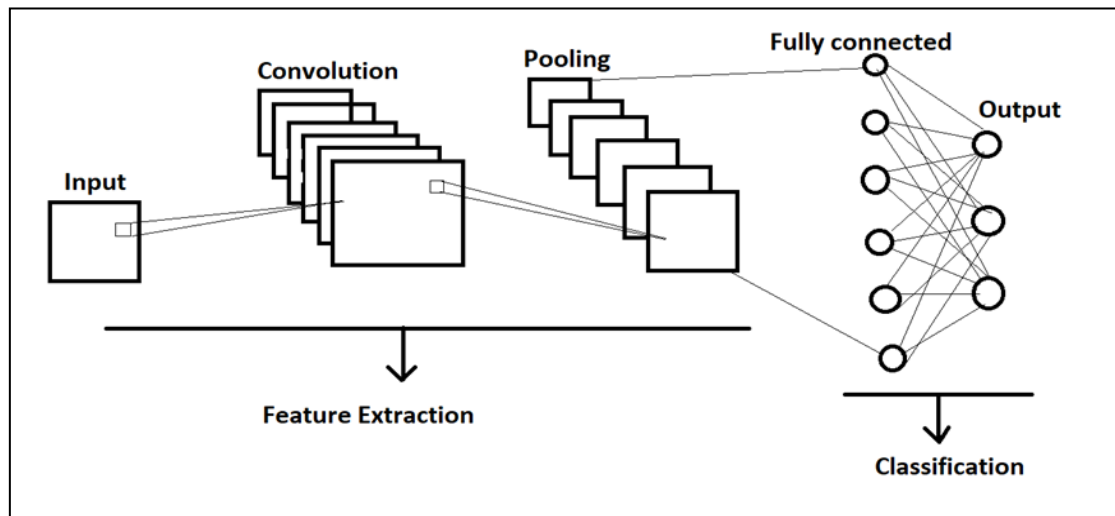 Input
Convolution
Pooling
Fully connected
Output
Feature Extraction
Classification